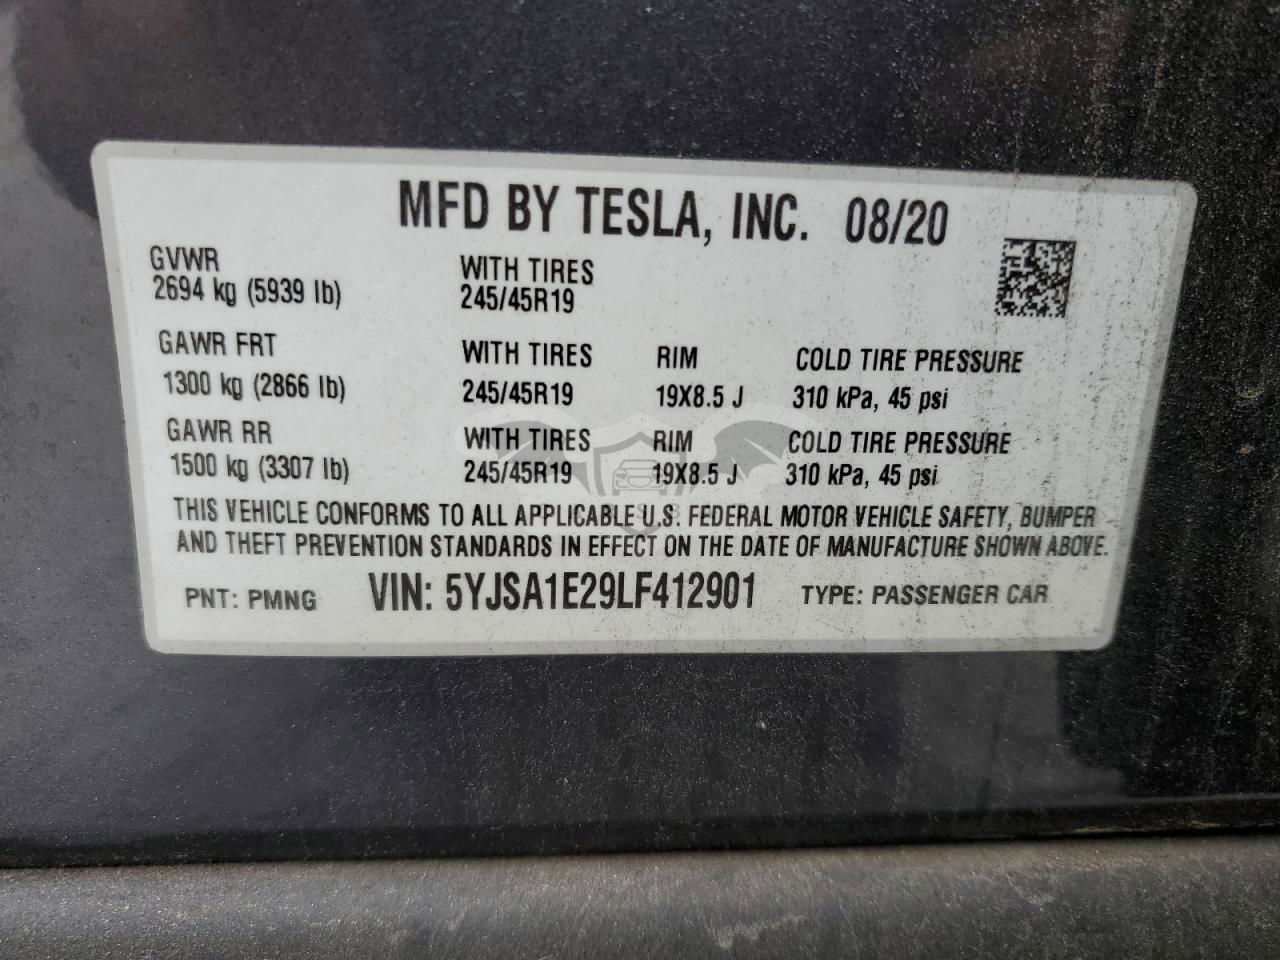 MFD BY TESLA, INC. 08/20
GVWR
2694 kg (5939 lb)
WITH TIRES
245/45R19
GAWR FRT WITH TIRES RIM COLD TIRE PRESSURE
1300 kg (2866 lb) 245/45R19 19X8.5 J 310 kPa, 45 psi
GAWR RR WITH TIRES RIM COLD TIRE PRESSURE
1500 kg (3307 lb) 245/45R19 19X8.5 J 310 kPa, 45 psi
THIS VEHICLE CONFORMS TO ALL APPLICABLE U.S. FEDERAL MOTOR VEHICLE SAFETY, BUMPER
AND THEFT PREVENTION STANDARDS IN EFFECT ON THE DATE OF MANUFACTURE SHOWN ABOVE.
PNT: PMNG VIN: 5YJSA1E29LF412901 TYPE: PASSENGER CAR